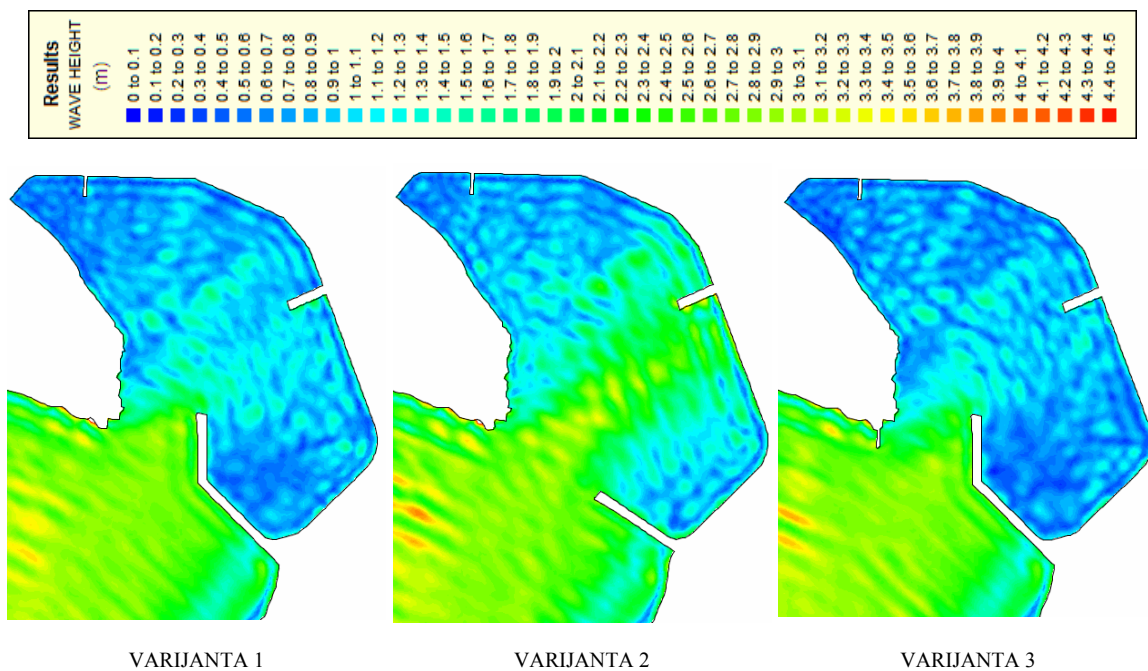 Results
WAVE HEIGHT
(m)
0 to 0.1
0.1 to 0.2
0.2 to 0.3
0.3 to 0.4
0.4 to 0.5
0.5 to 0.6
0.6 to 0.7
0.7 to 0.8
0.8 to 0.9
0.9 to 1
1 to 1.1
1.1 to 1.2
1.2 to 1.3
1.3 to 1.4
1.4 to 1.5
1.5 to 1.6
1.6 to 1.7
1.7 to 1.8
1.8 to 1.9
1.9 to 2
2 to 2.1
2.1 to 2.2
2.2 to 2.3
2.3 to 2.4
2.4 to 2.5
2.5 to 2.6
2.6 to 2.7
2.7 to 2.8
2.8 to 2.9
2.9 to 3
3 to 3.1
3.1 to 3.2
3.2 to 3.3
3.3 to 3.4
3.4 to 3.5
3.5 to 3.6
3.6 to 3.7
3.7 to 3.8
3.8 to 3.9
3.9 to 4
4 to 4.1
4.1 to 4.2
4.2 to 4.3
4.3 to 4.4
4.4 to 4.5
VARIJANTA 1
VARIJANTA 2
VARIJANTA 3